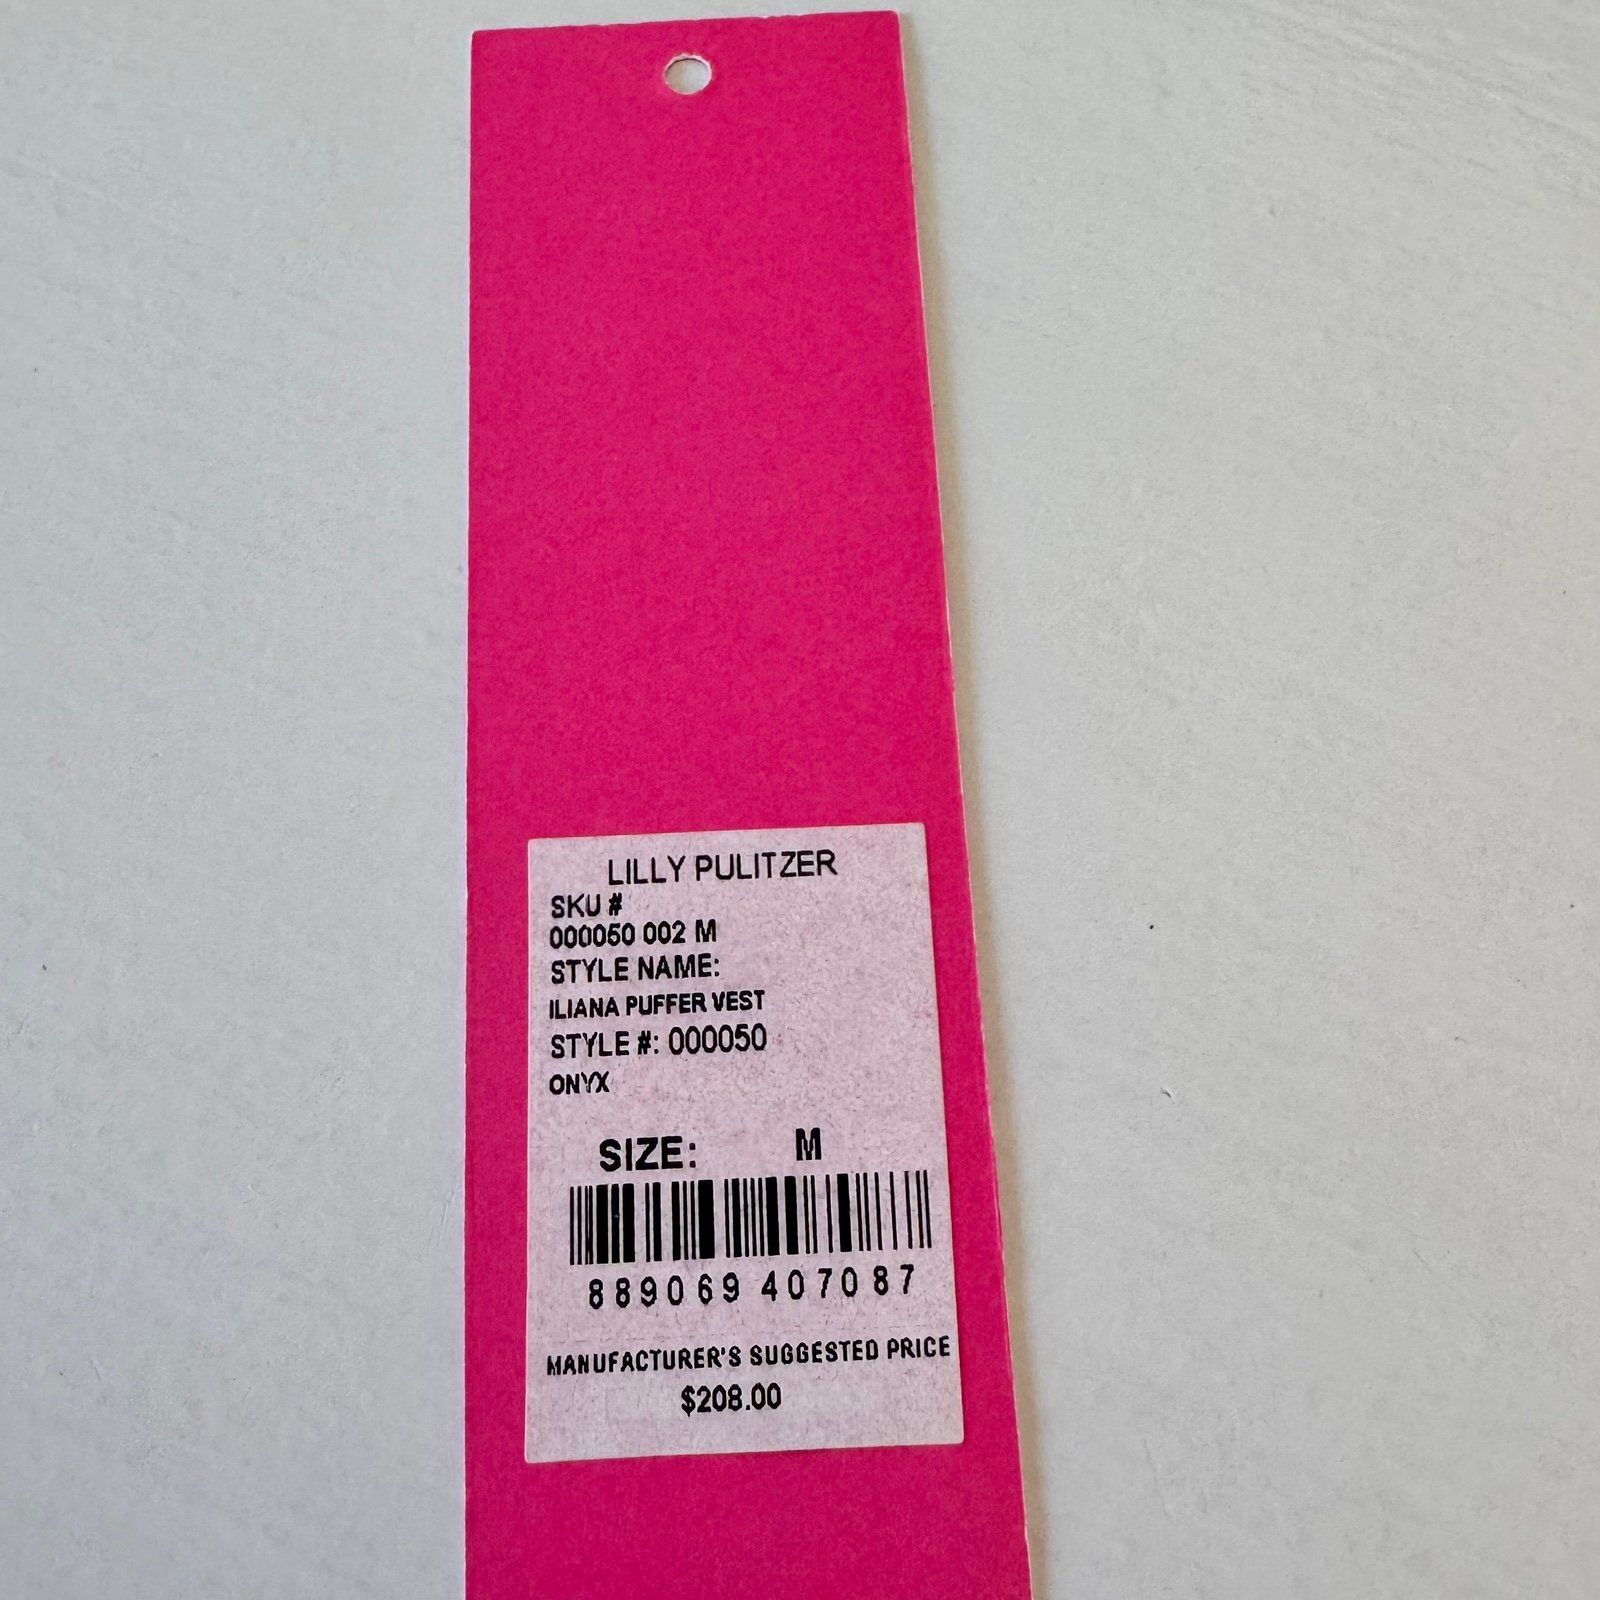 LILLY PULITZER
SKU #
000050 002 M
STYLE NAME:
ILIANA PUFFER VEST
STYLE #: 000050
ONYX
SIZE: M
889069 407087
MANUFACTURER'S SUGGESTED PRICE
$208.00